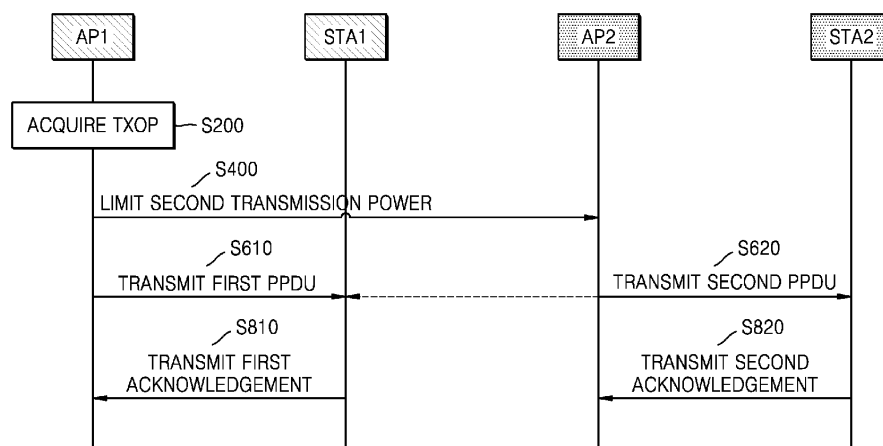 AP1
STA1
AP2
STA2
ACQUIRE TXOP
S200
S400
LIMIT SECOND TRANSMISSION POWER
S610
TRANSMIT FIRST PPDU
S620
TRANSMIT SECOND PPDU
S810
TRANSMIT FIRST
ACKNOWLEDGEMENT
S820
TRANSMIT SECOND
ACKNOWLEDGEMENT